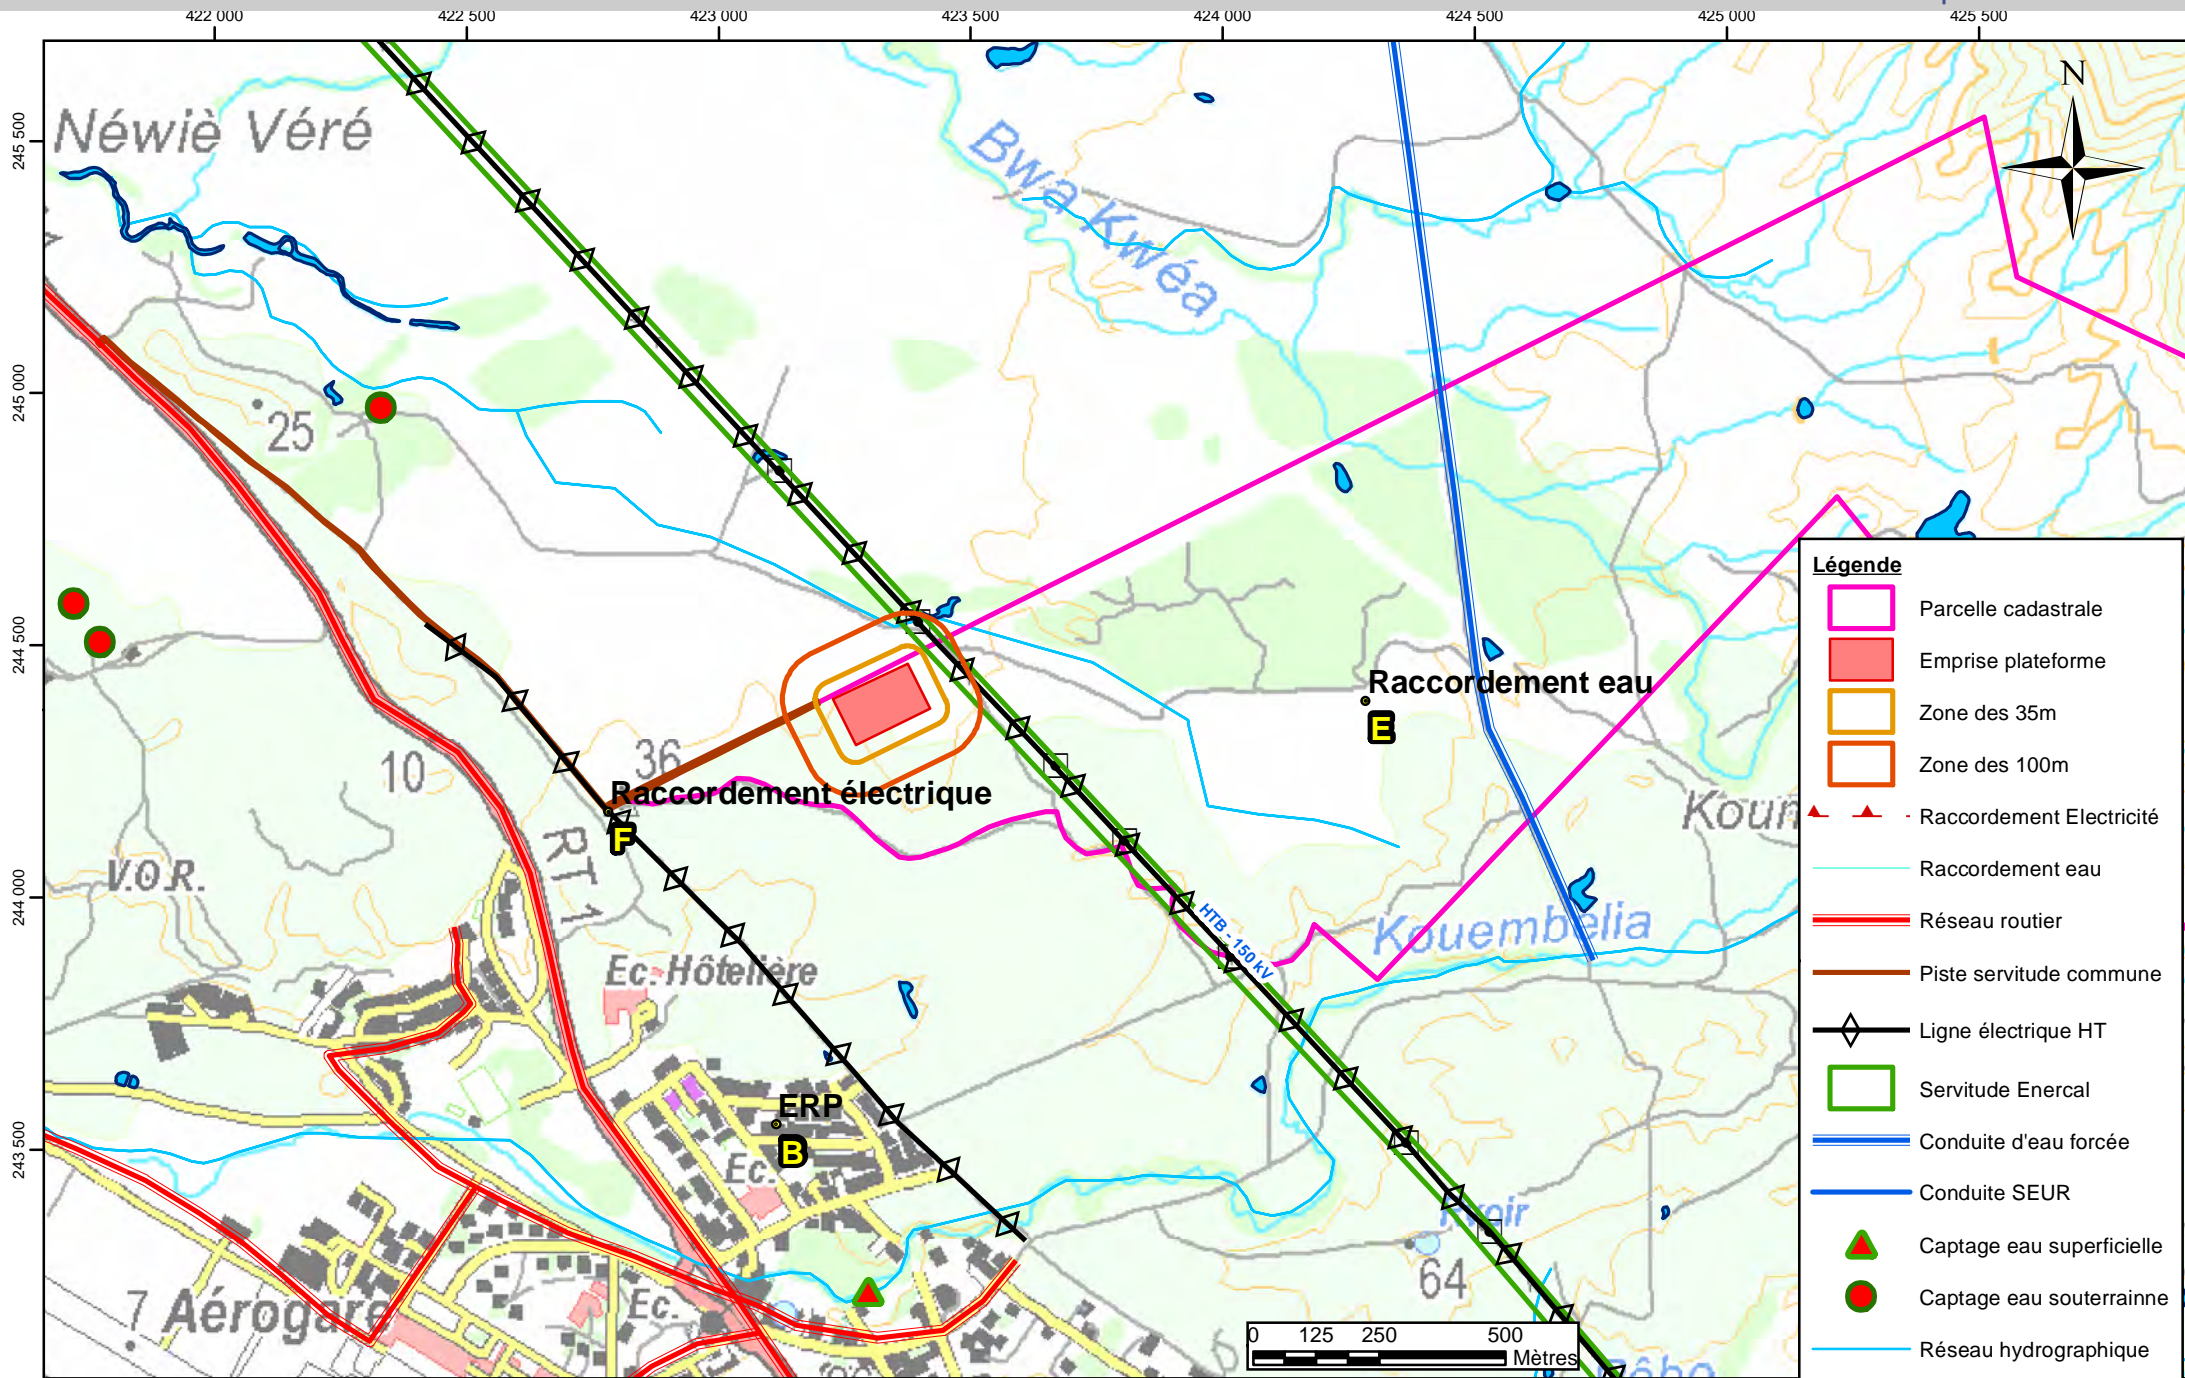 422 000
422 500
423 000
423 500
424 000
424 500
425 000
425 500
245 500
245 000
244 500
244 000
243 500
N
Néwiè Véré
Bwa Kwéa
25
10
36
Raccordement électrique
F
Raccordement eau
E
RT 1
V.O.R.
Ec. Hôtelière
Kouembélia
HTB - 150 kV
ERP
B
Ec.
Ec.
7 Aérogare
64
0 125 250 500
Mètres
Légende
Parcelle cadastrale
Emprise plateforme
Zone des 35m
Zone des 100m
Raccordement Electricité
Raccordement eau
Réseau routier
Piste servitude commune
Ligne électrique HT
Servitude Enercal
Conduite d'eau forcée
Conduite SEUR
Captage eau superficielle
Captage eau souterrainne
Réseau hydrographique